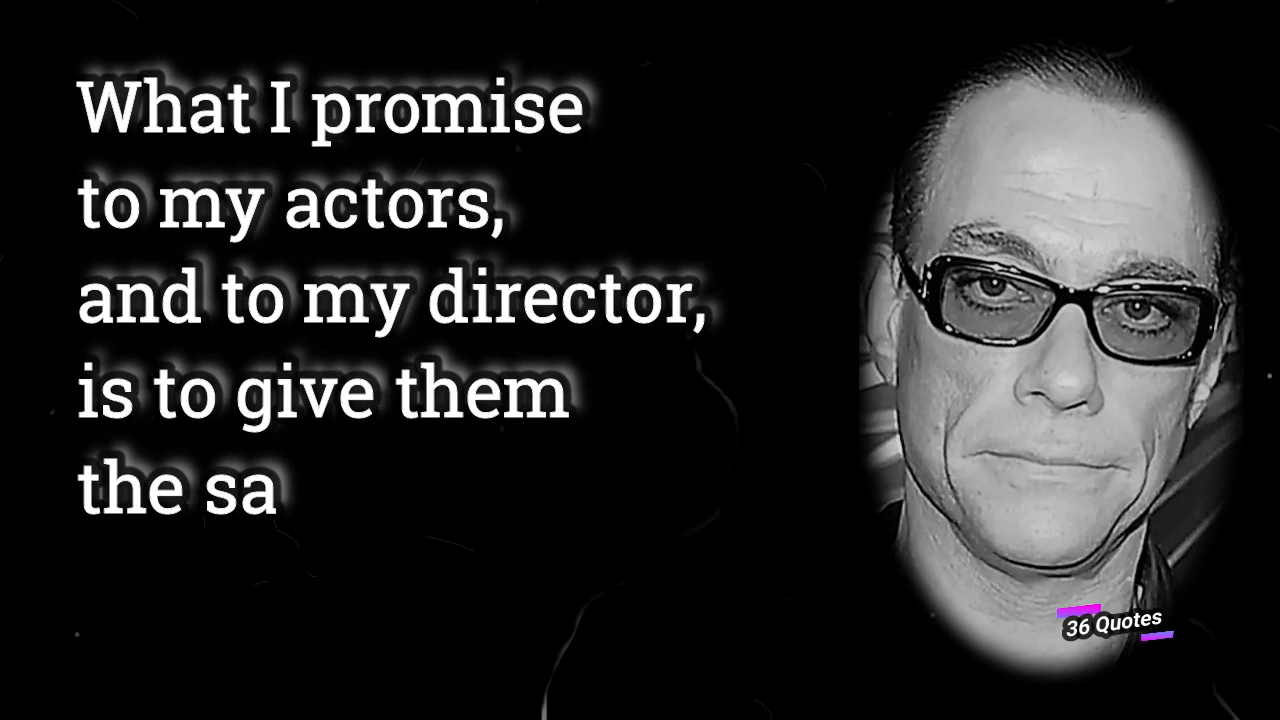 What I promise
to my actors,
and to my director,
is to give them
the sa
36 Quotes